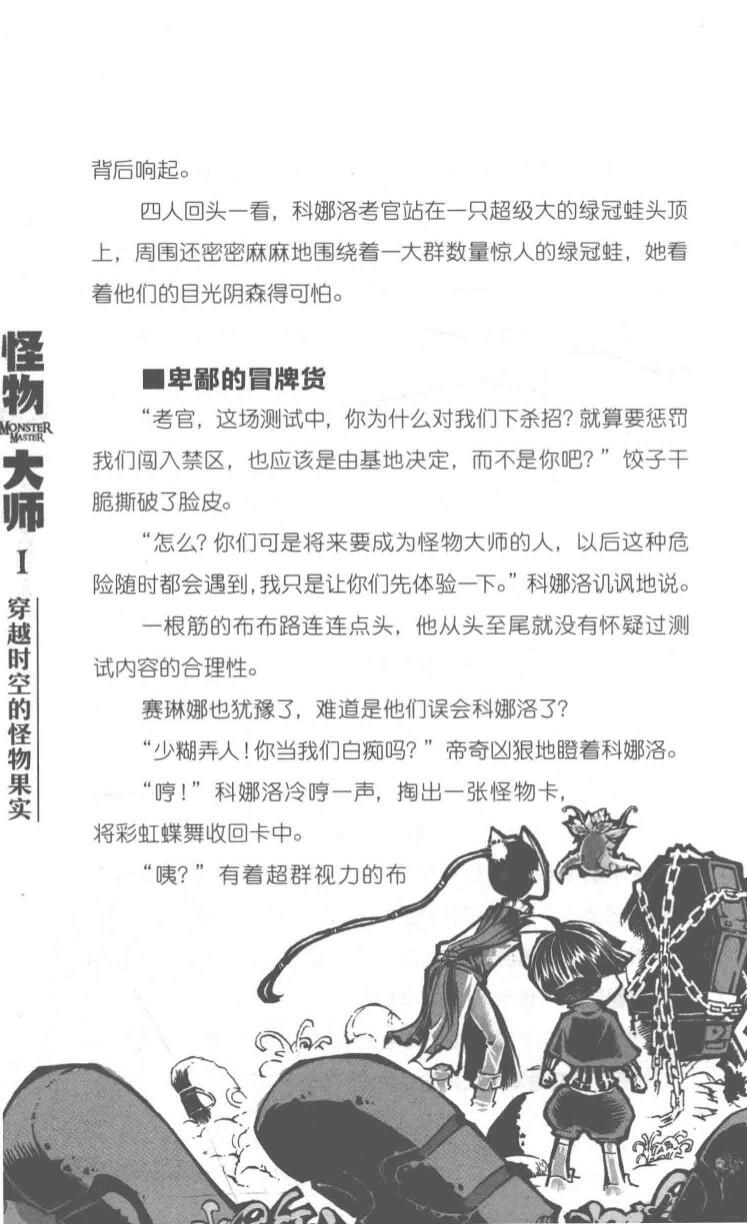 背后响起。
四人回头一看，科娜洛考官站在一只超级大的绿冠蛙头顶
上，周围还密密麻麻地围绕着一大群数量惊人的绿冠蛙，她看
着他们的目光阴森得可怕。
■卑鄙的冒牌货
“考官，这场测试中，你为什么对我们下杀招？就算要惩罚
我们闯入禁区，也应该是由基地决定，而不是你吧？”饺子干
脆撕破了脸皮。
“怎么？你们可是将来要成为怪物大师的人，以后这种危
险随时都会遇到，我只是让你们先体验一下。”科娜洛讥讽地说。
一根筋的布布路连连点头，他从头至尾就没有怀疑过测
试内容的合理性。
赛琳娜也犹豫了，难道是他们误会科娜洛了？
“少糊弄人！你当我们白痴吗？”帝奇凶狠地瞪着科娜洛。
“哼！”科娜洛冷哼一声，掏出一张怪物卡，
将彩虹蝶舞收回卡中。
“咦？”有着超群视力的布
怪物
MONSTER
MASTER
大师
I
穿越时空的怪物果实